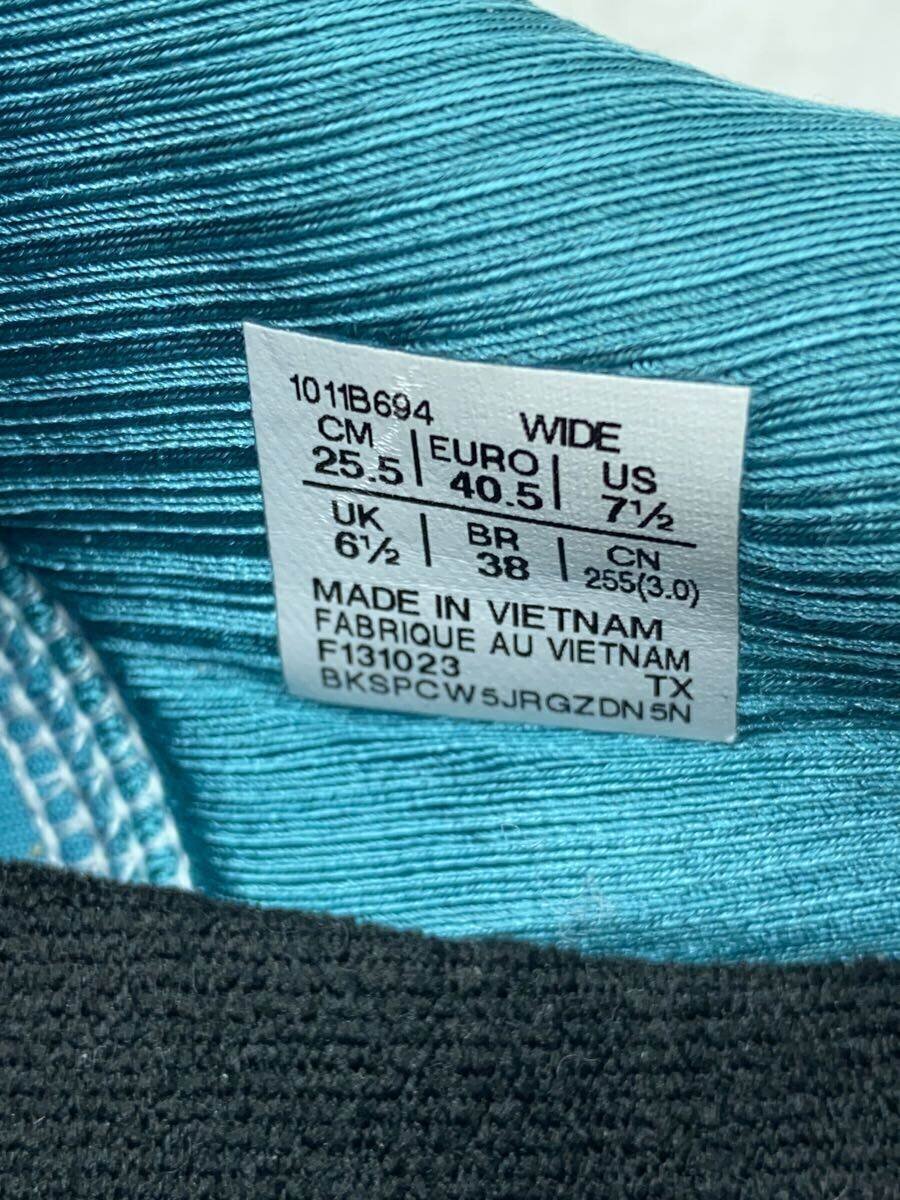 1011B694 WIDE
CM | EURO | US
25.5 | 40.5 | 7½
UK | BR | CN
6½ | 38 | 255(3.0)
MADE IN VIETNAM
FABRIQUE AU VIETNAM
F131023 TX
BKSPCW5JRGZDN5N